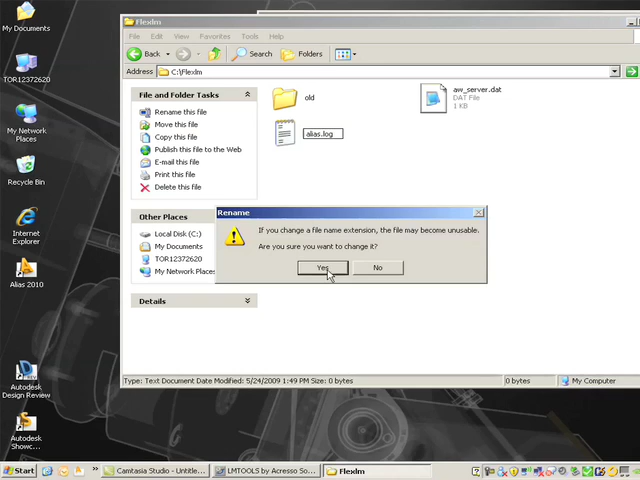 My Documents
TOR12372620
My Network
Places
Recycle Bin
Internet
Explorer
Alias 2010
Autodesk
Design Review
Autodesk
Showc...
Flexlm
File Edit View Favorites Tools Help
Back Search Folders
Address C:\Flexlm
File and Folder Tasks
Rename this file
Move this file
Copy this file
Publish this file to the Web
E-mail this file
Print this file
Delete this file
Other Places
Local Disk (C:)
My Documents
TOR12372620
My Network Places
Details
old
alias.log
aw_server.dat
DAT File
1 KB
Rename
If you change a file name extension, the file may become unusable.
Are you sure you want to change it?
Yes No
Type: Text Document Date Modified: 5/24/2009 1:49 PM Size: 0 bytes 0 bytes My Computer
Start Camtasia Studio - Untitle... LMTOOLS by Acresso So... Flexlm